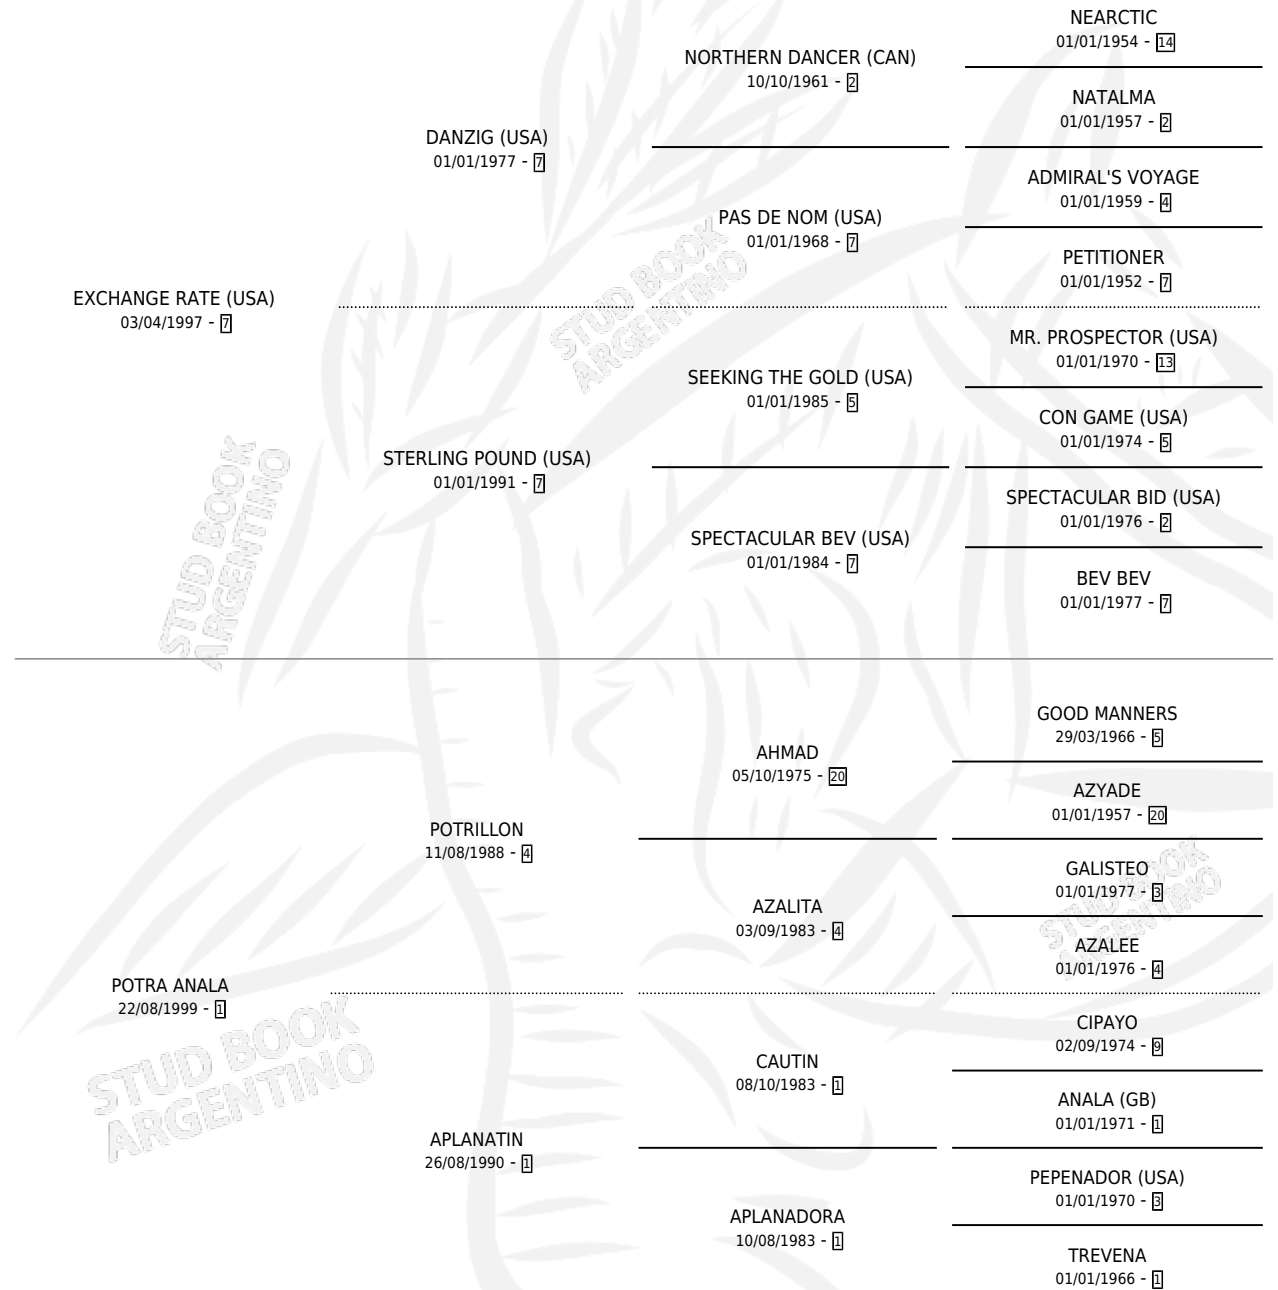 NEARCTIC
01/01/1954 - 14
NORTHERN DANCER (CAN)
10/10/1961 - 2
NATALMA
01/01/1957 - 2
DANZIG (USA)
01/01/1977 - 7
ADMIRAL'S VOYAGE
01/01/1959 - 4
PAS DE NOM (USA)
01/01/1968 - 7
PETITIONER
01/01/1952 - 7
EXCHANGE RATE (USA)
03/04/1997 - 7
MR. PROSPECTOR (USA)
01/01/1970 - 13
SEEKING THE GOLD (USA)
01/01/1985 - 5
CON GAME (USA)
01/01/1974 - 5
STERLING POUND (USA)
01/01/1991 - 7
SPECTACULAR BID (USA)
01/01/1976 - 2
SPECTACULAR BEV (USA)
01/01/1984 - 7
BEV BEV
01/01/1977 - 7
GOOD MANNERS
29/03/1966 - 5
AHMAD
05/10/1975 - 20
AZYADE
01/01/1957 - 20
POTRILLON
11/08/1988 - 4
GALISTEO
01/01/1977 - 3
AZALITA
03/09/1983 - 4
AZALEE
01/01/1976 - 4
POTRA ANALA
22/08/1999 - 1
CIPAYO
02/09/1974 - 9
CAUTIN
08/10/1983 - 1
ANALA (GB)
01/01/1971 - 1
APLANATIN
26/08/1990 - 1
PEPENADOR (USA)
01/01/1970 - 3
APLANADORA
10/08/1983 - 1
TREVENA
01/01/1966 - 1
STUD BOOK
ARGENTINO
STUD BOOK
ARGENTINO
STUD BOOK
ARGENTINO
STUD BOOK
ARGENTINO